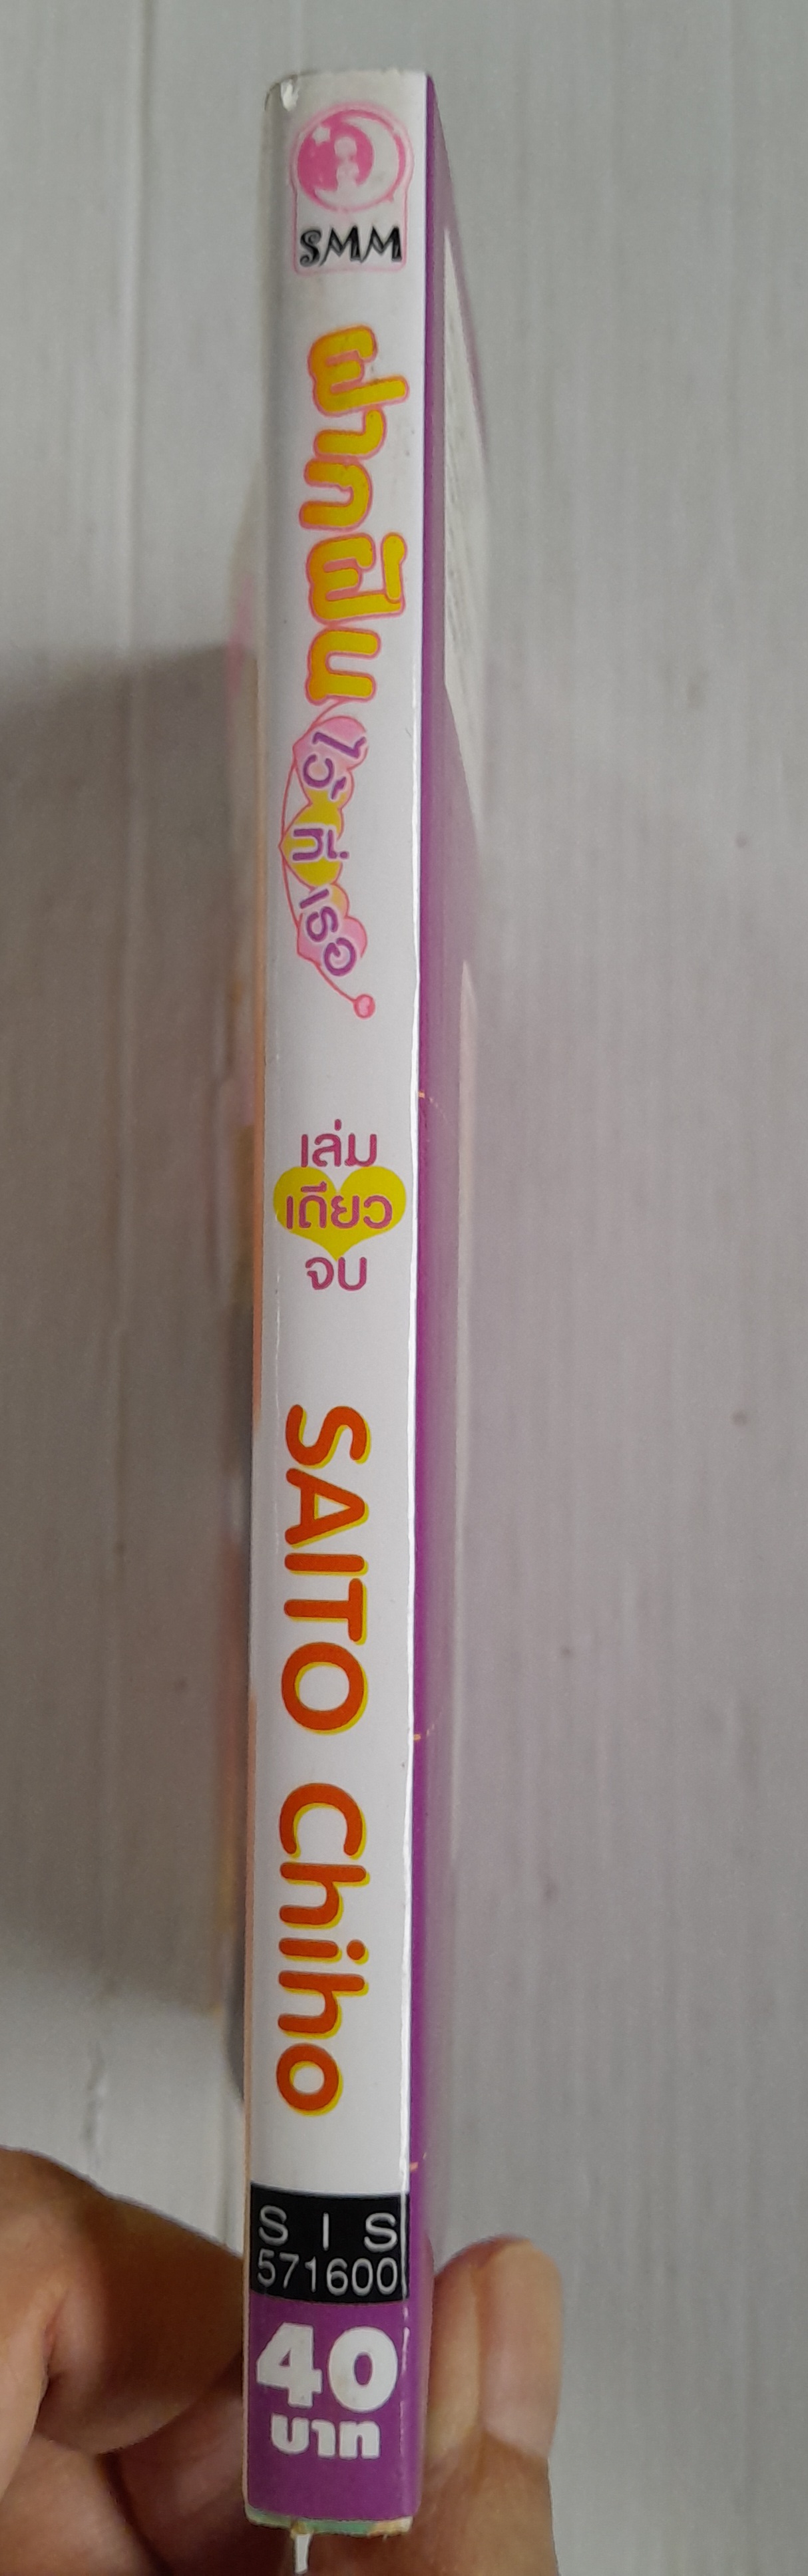 SMM
ฝากฝัน
ไว้ที่เธอ
เล่ม
เดียว
จบ
SAITO Chiho
SIS
571600
40
บาท